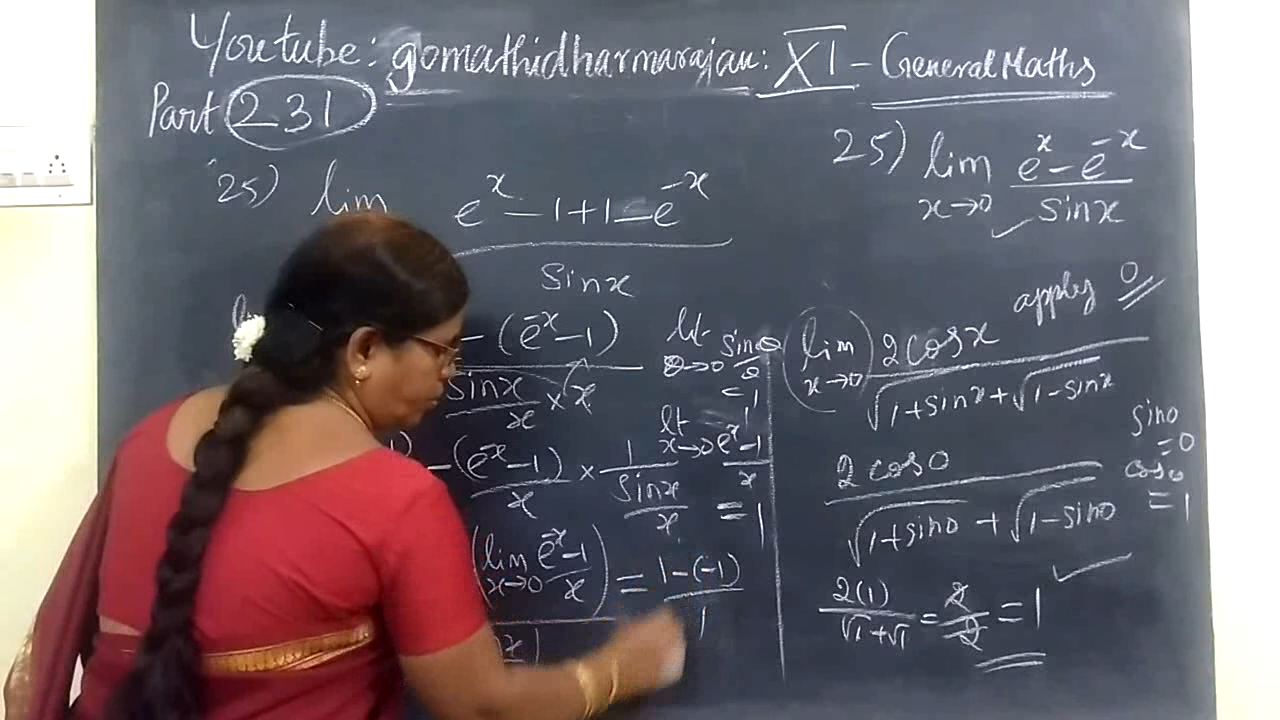 Youtube: gomathidharmarajan: XI - General Maths
Part 231
25) lim e^x - 1 + 1 - e^-x
sinx
- (e^-x - 1)
sinx/x × x
- (e^-x - 1)/x × 1/(sinx/x)
(lim x→0 e^-x - 1/x) = 1-(-1)/1
lt θ→0 sinθ/θ
= 1
lt x→0 e^x - 1/x
= 1
25) lim x→0 e^x - e^-x / sinx
apply 0
lim x→0 2cosx / √1+sinx + √1-sinx
2cos0 / √1+sin0 + √1-sin0
sin0
= 0
cos0
= 1
2(1) / √1+√1 = 2/2 = 1